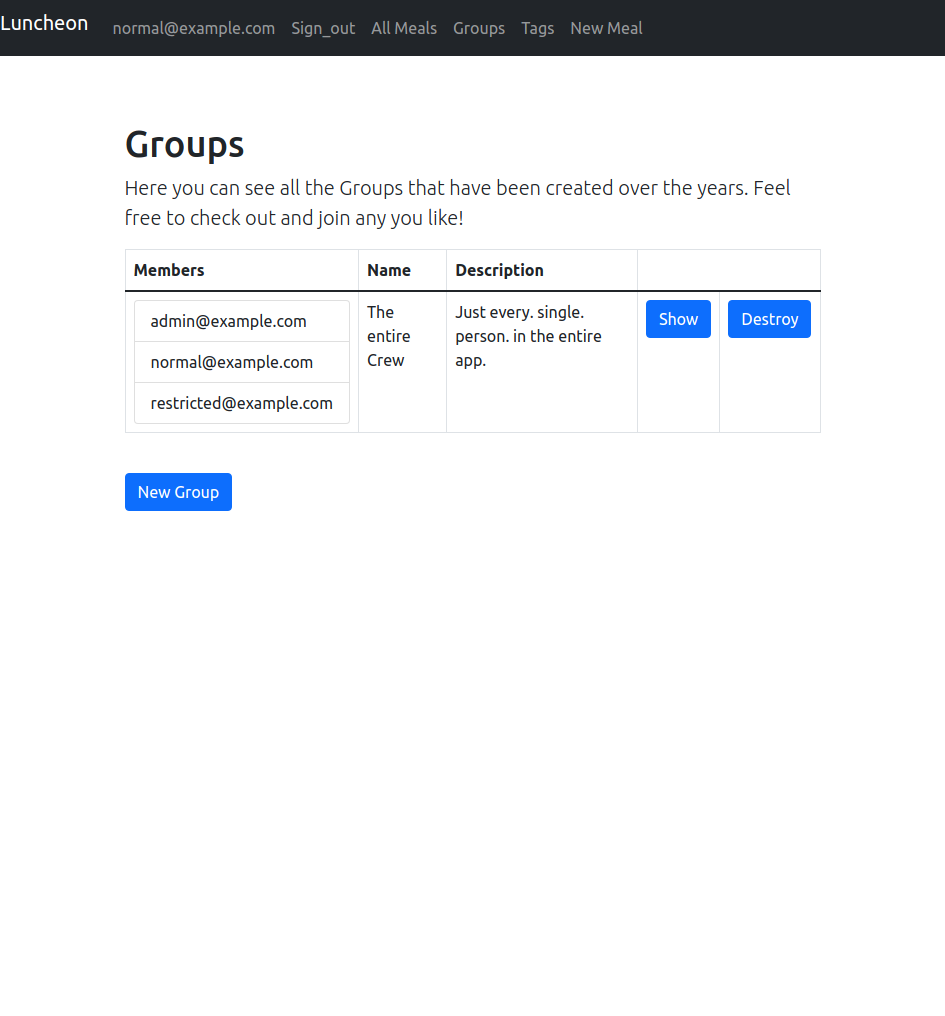 Luncheon normal@example.com Sign_out All Meals Groups Tags New Meal
Groups
Here you can see all the Groups that have been created over the years. Feel
free to check out and join any you like!
Members Name Description
admin@example.com
normal@example.com
restricted@example.com
The
entire
Crew
Just every. single.
person. in the entire
app.
Show
Destroy
New Group